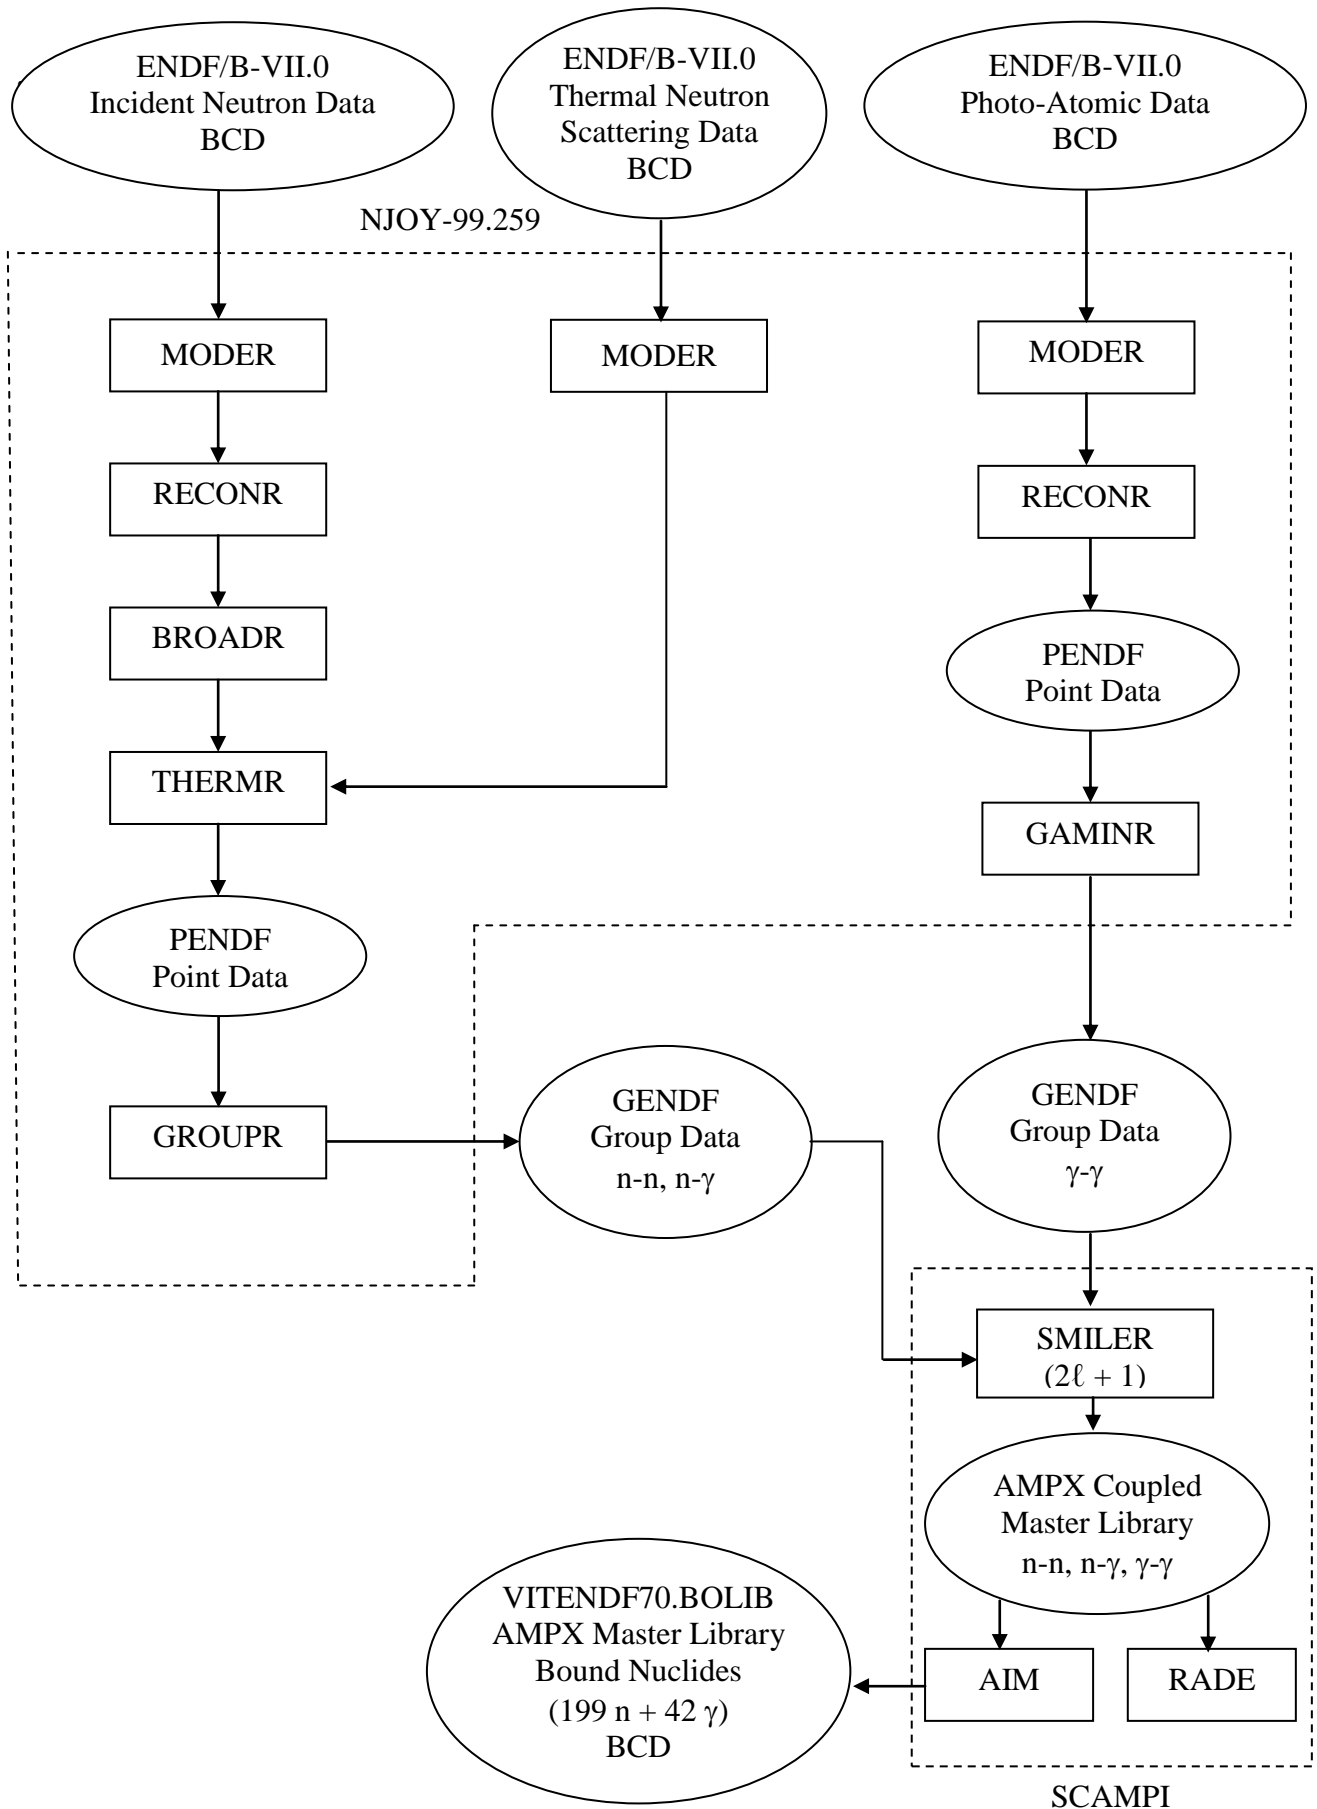 ENDF/B-VII.0
Incident Neutron Data
BCD
ENDF/B-VII.0
Thermal Neutron
Scattering Data
BCD
ENDF/B-VII.0
Photo-Atomic Data
BCD
NJOY-99.259
MODER
MODER
MODER
RECONR
RECONR
BROADR
PENDF
Point Data
THERMR
GAMINR
PENDF
Point Data
GROUPR
GENDF
Group Data
n-n, n-γ
GENDF
Group Data
γ-γ
SMILER
(2ℓ + 1)
AMPX Coupled
Master Library
n-n, n-γ, γ-γ
VITENDF70.BOLIB
AMPX Master Library
Bound Nuclides
(199 n + 42 γ)
BCD
AIM
RADE
SCAMPI